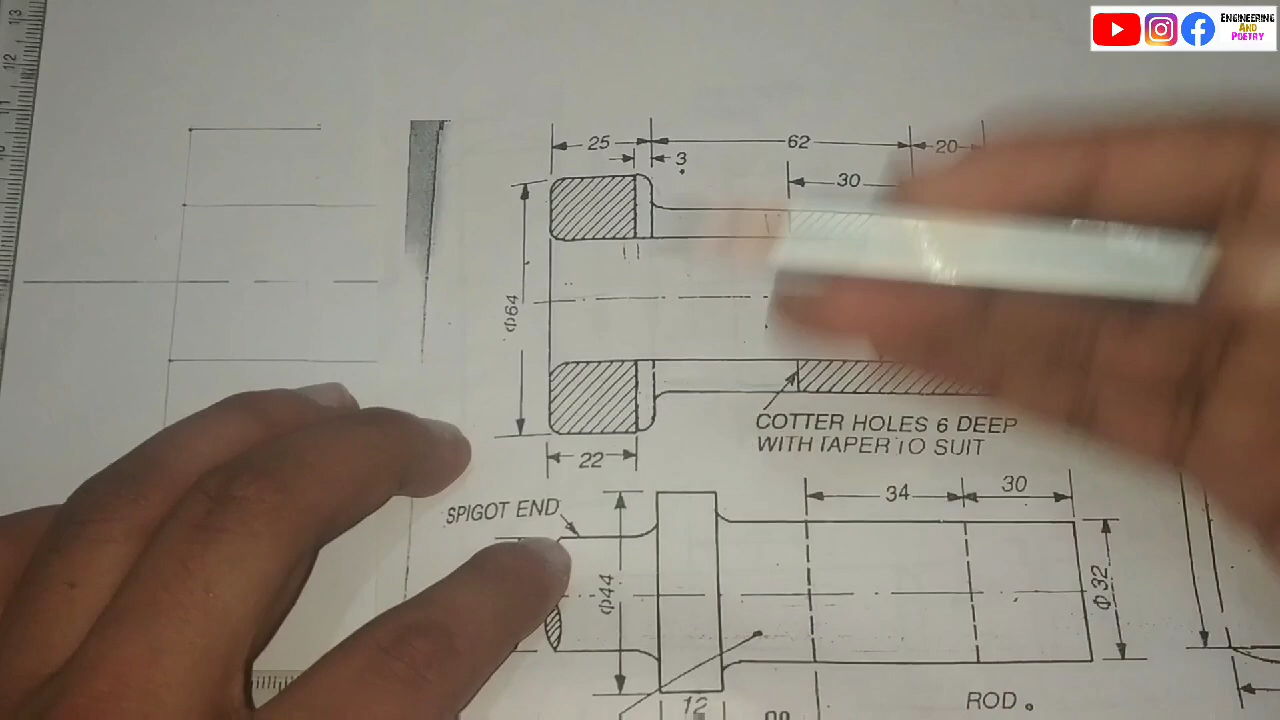 ENGINEERING
AND
POETRY
25
62
20
3
30
Φ64
COTTER HOLES 6 DEEP
WITH TAPER TO SUIT
22
34
30
SPIGOT END
Φ44
Φ32
12
ROD